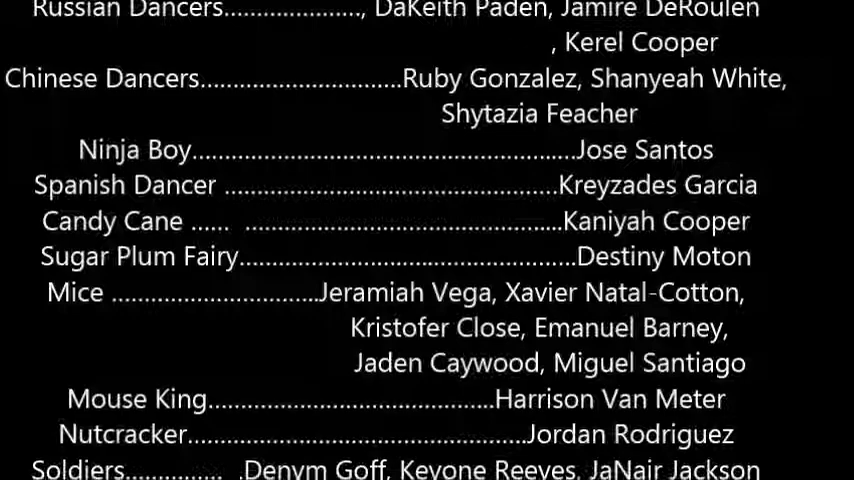 Russian Dancers....................., DaKeith Paden, Jamire DeRoulen
, Kerel Cooper
Chinese Dancers...............................Ruby Gonzalez, Shanyeah White,
Shytazia Feacher
Ninja Boy...........................................................Jose Santos
Spanish Dancer ...................................................Kreyzades Garcia
Candy Cane ...... .................................................Kaniyah Cooper
Sugar Plum Fairy....................................................Destiny Moton
Mice ................................Jeramiah Vega, Xavier Natal-Cotton,
Kristofer Close, Emanuel Barney,
Jaden Caywood, Miguel Santiago
Mouse King............................................Harrison Van Meter
Nutcracker....................................................Jordan Rodriguez
Soldiers............... .Denym Goff, Keyone Reeves, JaNair Jackson